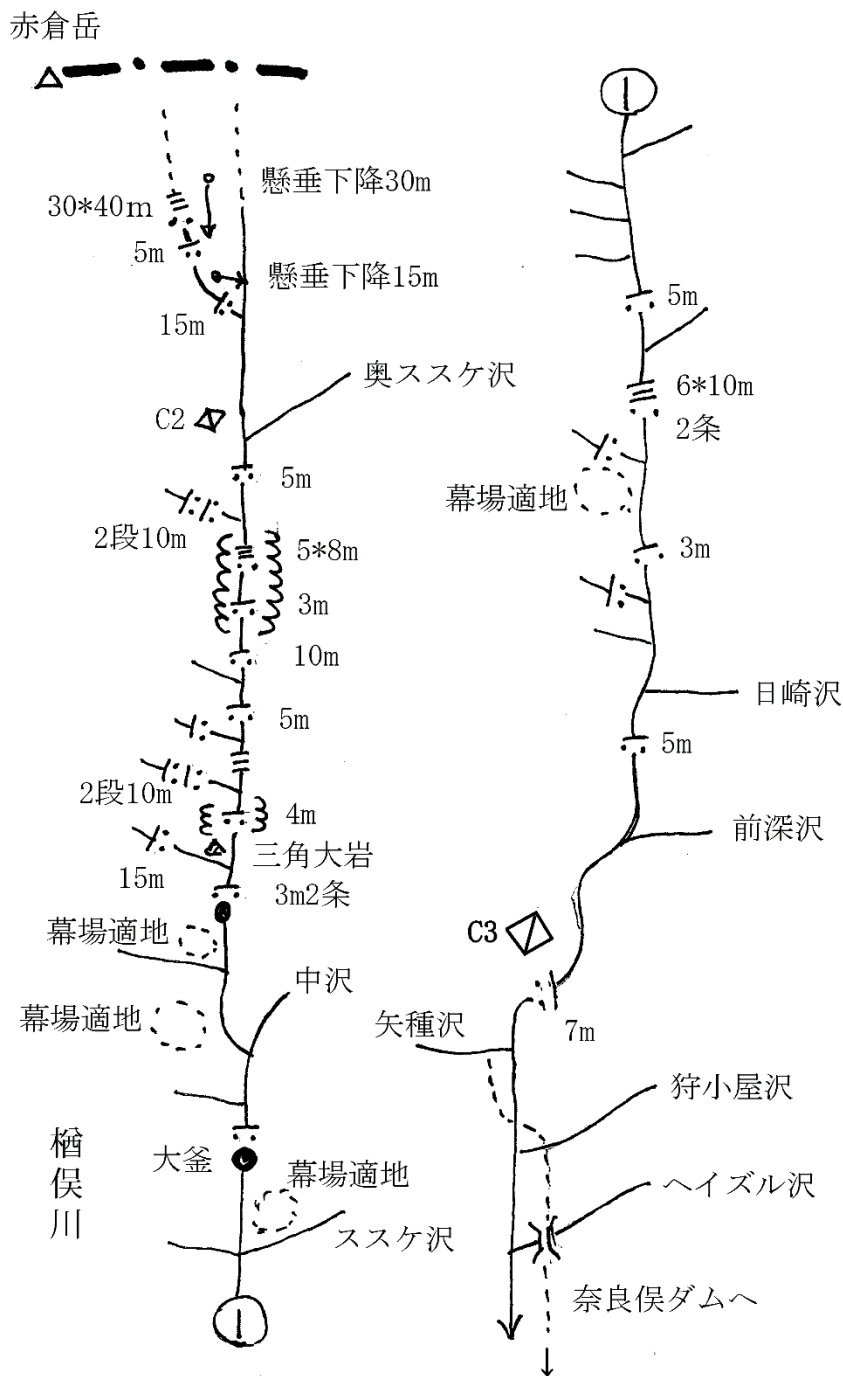 赤倉岳
懸垂下降30m
30*40m
5m
懸垂下降15m
15m
奥ススケ沢
C2
5m
2段10m
5*8m
3m
10m
5m
2段10m
4m
三角大岩
15m
3m2条
幕場適地
中沢
幕場適地
楢俣川
大釜
幕場適地
ススケ沢
1
1
5m
6*10m
2条
幕場適地
3m
日崎沢
5m
前深沢
C3
7m
矢種沢
狩小屋沢
ヘイズル沢
奈良俣ダムへ